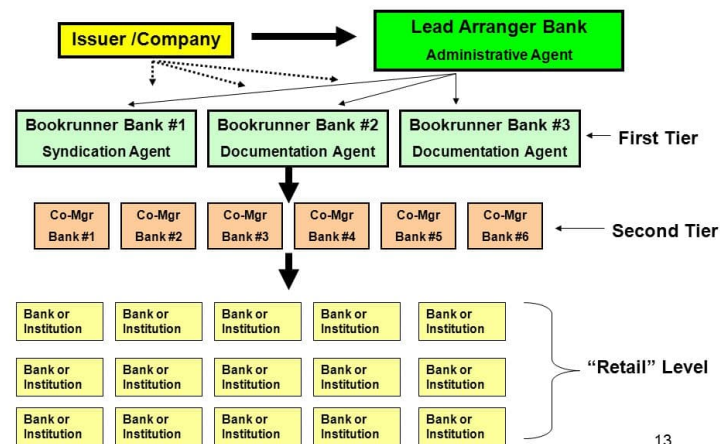 Issuer /Company
Lead Arranger Bank
Administrative Agent
Bookrunner Bank #1
Syndication Agent
Bookrunner Bank #2
Documentation Agent
Bookrunner Bank #3
Documentation Agent
First Tier
Co-Mgr
Bank #1
Co-Mgr
Bank #2
Co-Mgr
Bank #3
Co-Mgr
Bank #4
Co-Mgr
Bank #5
Co-Mgr
Bank #6
Second Tier
Bank or
Institution
Bank or
Institution
Bank or
Institution
Bank or
Institution
Bank or
Institution
Bank or
Institution
Bank or
Institution
Bank or
Institution
Bank or
Institution
Bank or
Institution
“Retail” Level
Bank or
Institution
Bank or
Institution
Bank or
Institution
Bank or
Institution
Bank or
Institution
13